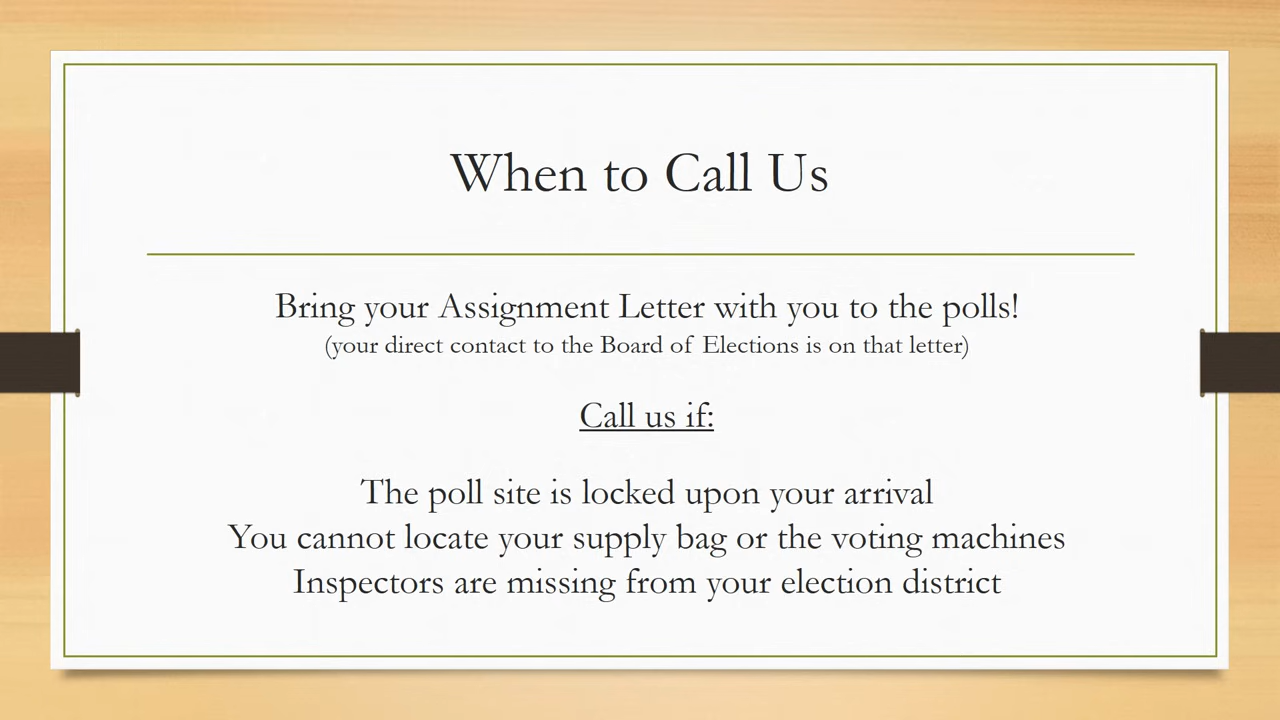 When to Call Us
Bring your Assignment Letter with you to the polls!
(your direct contact to the Board of Elections is on that letter)
Call us if:
The poll site is locked upon your arrival
You cannot locate your supply bag or the voting machines
Inspectors are missing from your election district